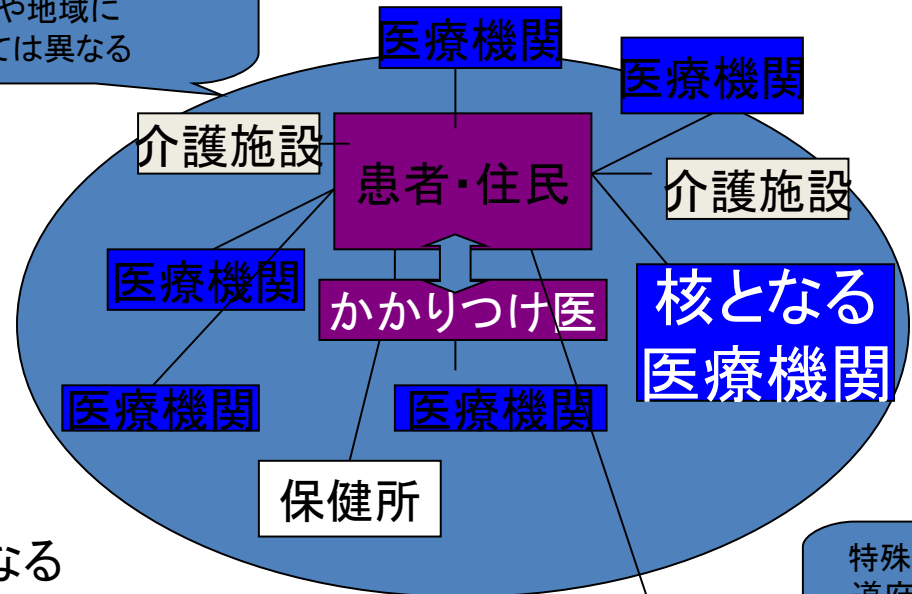 や地域に
ては異なる
医療機関
医療機関
介護施設
患者・住民
介護施設
医療機関
かかりつけ医
核となる
医療機関
医療機関
医療機関
保健所
なる
特殊